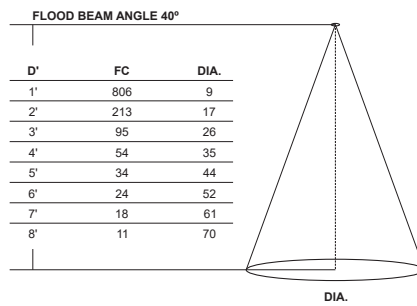 FLOOD BEAM ANGLE 40º
D' FC DIA.
1' 806 9
2' 213 17
3' 95 26
4' 54 35
5' 34 44
6' 24 52
7' 18 61
8' 11 70
DIA.